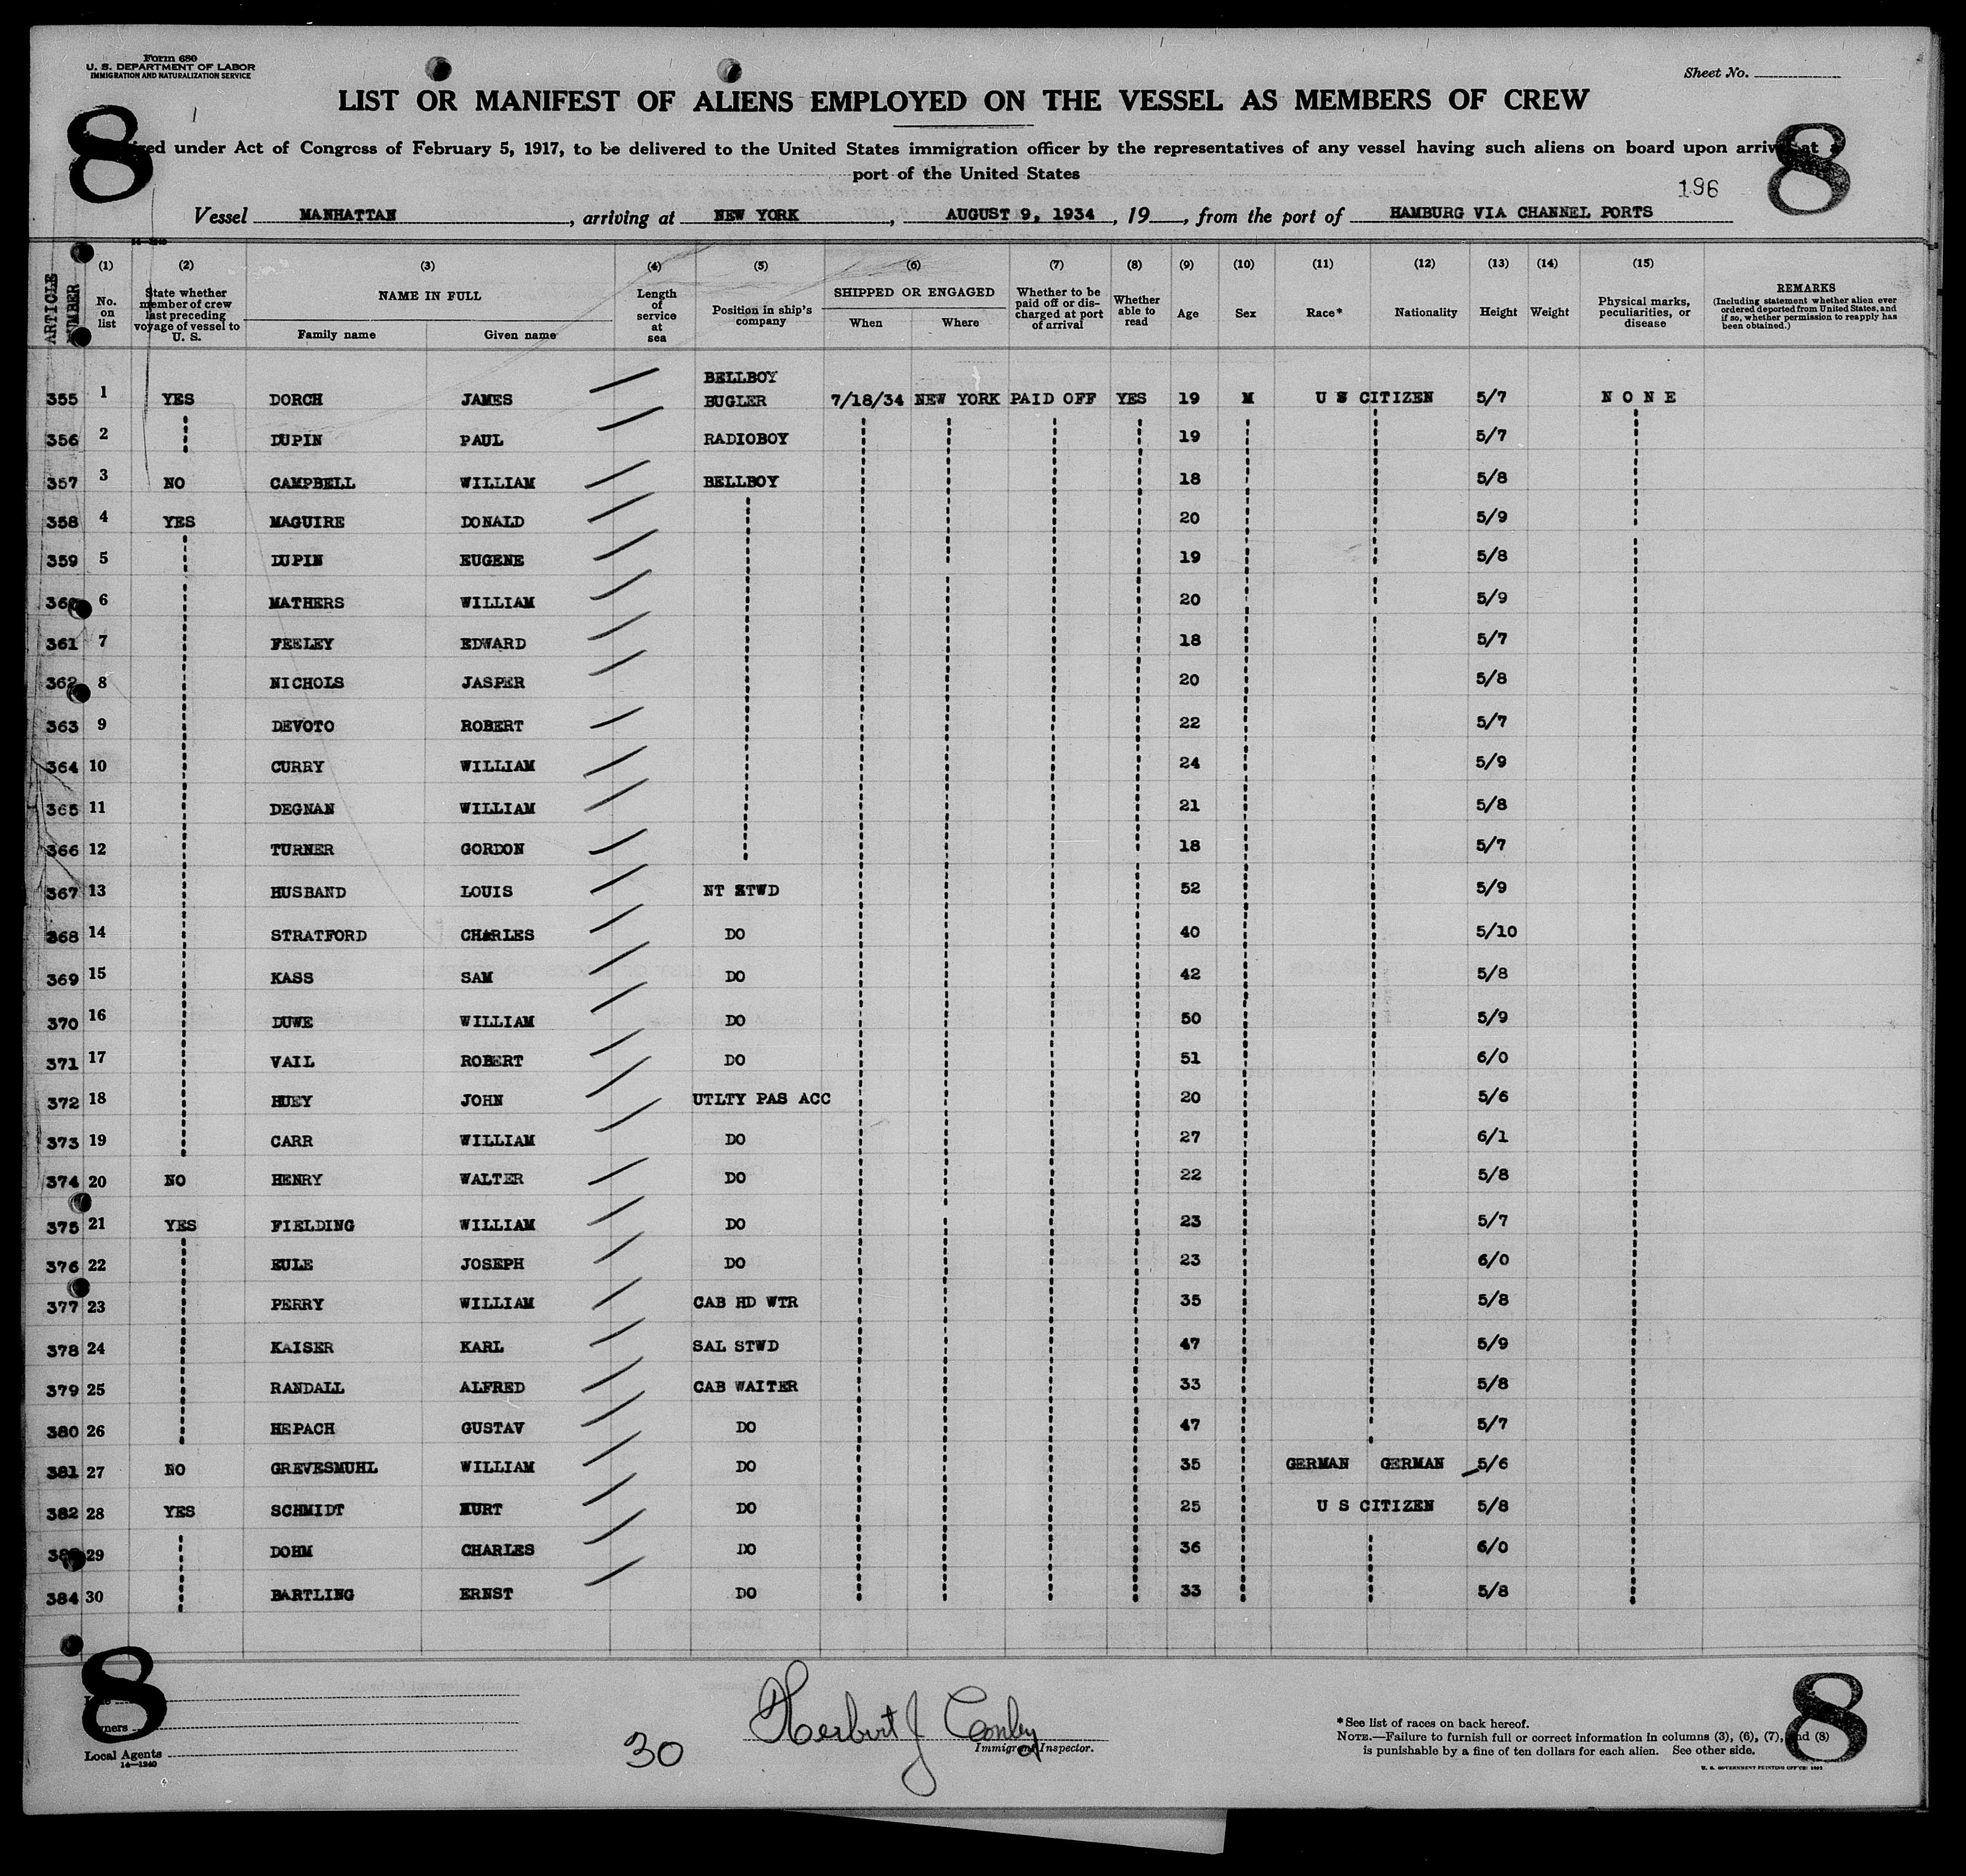 Form 680
U. S. DEPARTMENT OF LABOR
IMMIGRATION AND NATURALIZATION SERVICE
Sheet No.
LIST OR MANIFEST OF ALIENS EMPLOYED ON THE VESSEL AS MEMBERS OF CREW
8 under Act of Congress of February 5, 1917, to be delivered to the United States immigration officer by the representatives of any vessel having such aliens on board upon 8
port of the United States
196
Vessel MANHATTAN, arriving at NEW YORK, AUGUST 9, 1934, 19, from the port of HAMBURG VIA CHANNEL PORTS
ARTICLE NUMBER (1) No. on list (2) State whether member of crew last preceding voyage of vessel to U. S. (3) NAME IN FULL Family name Given name (4) Length of service at sea (5) Position in ship's company (6) SHIPPED OR ENGAGED When Where (7) Whether to be paid off or discharged at port of arrival (8) Whether able to read (9) Age (10) Sex (11) Race* (12) Nationality (13) Height (14) Weight (15) Physical marks, peculiarities, or disease REMARKS (Including statement whether alien ever ordered deported from United States, and if so, whether permission to reapply has been obtained.)
355 1 YES DORCH JAMES BELLBOY BUGLER 7/18/34 NEW YORK PAID OFF YES 19 M U S CITIZEN 5/7 N O N E
356 2 DUPIN PAUL RADIOBOY 19 5/7
357 3 NO CAMPBELL WILLIAM BELLBOY 18 5/8
358 4 YES MAGUIRE DONALD 20 5/9
359 5 DUPIN EUGENE 19 5/8
360 6 MATHERS WILLIAM 20 5/9
361 7 FEELEY EDWARD 18 5/7
362 8 NICHOLS JASPER 20 5/8
363 9 DEVOTO ROBERT 22 5/7
364 10 CURRY WILLIAM 24 5/9
365 11 DEGNAN WILLIAM 21 5/8
366 12 TURNER GORDON 18 5/7
367 13 HUSBAND LOUIS NT STWD 52 5/9
368 14 STRATFORD CHARLES DO 40 5/10
369 15 KASS SAM DO 42 5/8
370 16 DUWE WILLIAM DO 50 5/9
371 17 VAIL ROBERT DO 51 6/0
372 18 HUEY JOHN UTLTY PAS ACC 20 5/6
373 19 CARR WILLIAM DO 27 6/1
374 20 NO HENRY WALTER DO 22 5/8
375 21 YES FIELDING WILLIAM DO 23 5/7
376 22 EULE JOSEPH DO 23 6/0
377 23 PERRY WILLIAM CAB HD WTR 35 5/8
378 24 KAISER KARL SAL STWD 47 5/9
379 25 RANDALL ALFRED CAB WAITER 33 5/8
380 26 HEPACH GUSTAV DO 47 5/7
381 27 NO GREVESMUHL WILLIAM DO 35 GERMAN GERMAN 5/6
382 28 YES SCHMIDT KURT DO 25 U S CITIZEN 5/8
29 DOHM CHARLES DO 36 6/0
384 30 BARTLING ERNST DO 33 5/8
8
Local Agents
14—1240
30
Herbert J Conby
Immigrant Inspector.
*See list of races on back hereof.
NOTE.—Failure to furnish full or correct information in columns (3), (6), (7), and (8)
is punishable by a fine of ten dollars for each alien. See other side.
8